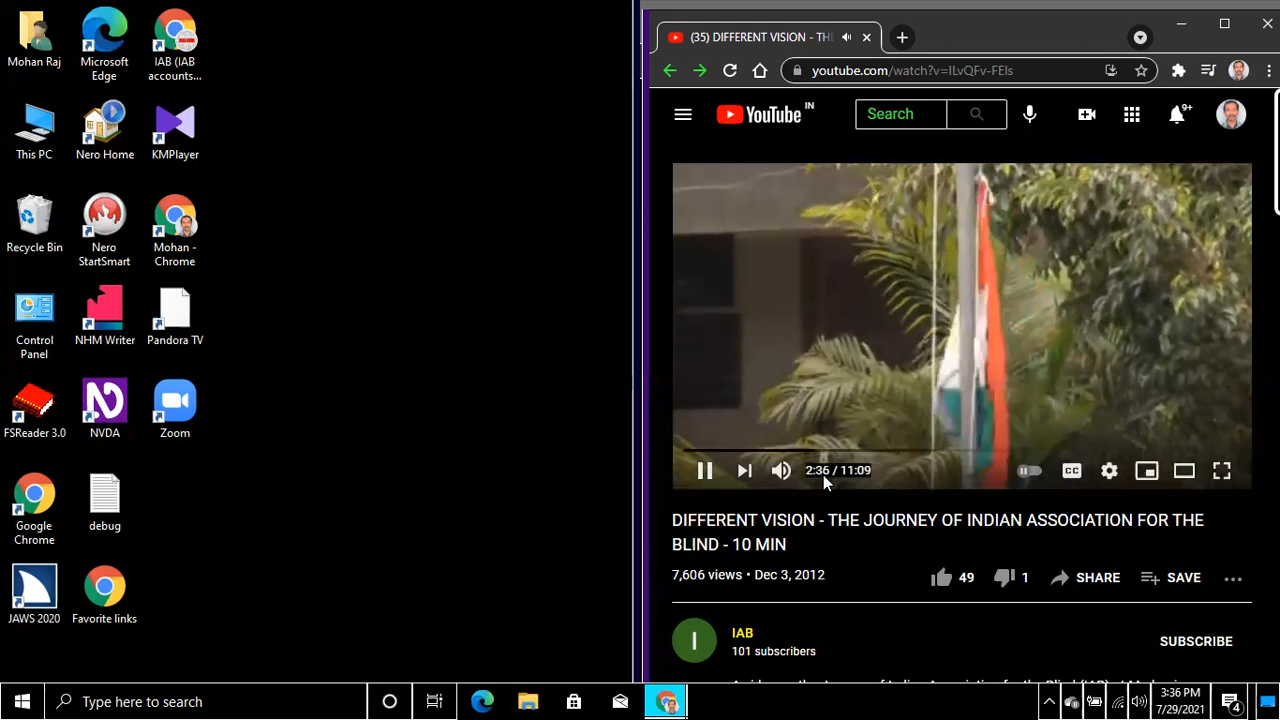 Mohan Raj
Microsoft
Edge
IAB (IAB
accounts...
This PC
Nero Home
KMPlayer
Recycle Bin
Nero
StartSmart
Mohan -
Chrome
Control
Panel
NHM Writer
Pandora TV
FSReader 3.0
NVDA
Zoom
Google
Chrome
debug
JAWS 2020
Favorite links
(35) DIFFERENT VISION - TH
youtube.com/watch?v=ILvQFv-FEIs
YouTube IN
Search
9+
2:36 / 11:09
CC
DIFFERENT VISION - THE JOURNEY OF INDIAN ASSOCIATION FOR THE
BLIND - 10 MIN
7,606 views • Dec 3, 2012
49
1
SHARE
SAVE
I
IAB
101 subscribers
SUBSCRIBE
Type here to search
3:36 PM
7/29/2021
4